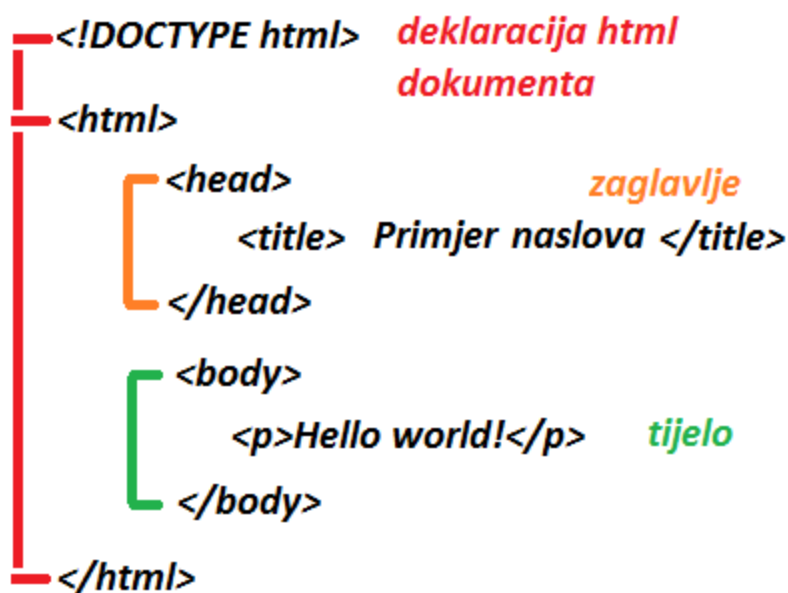 <!DOCTYPE html> deklaracija html
dokumenta
<html>
<head> zaglavlje
<title> Primjer naslova </title>
</head>
<body>
<p>Hello world!</p> tijelo
</body>
</html>